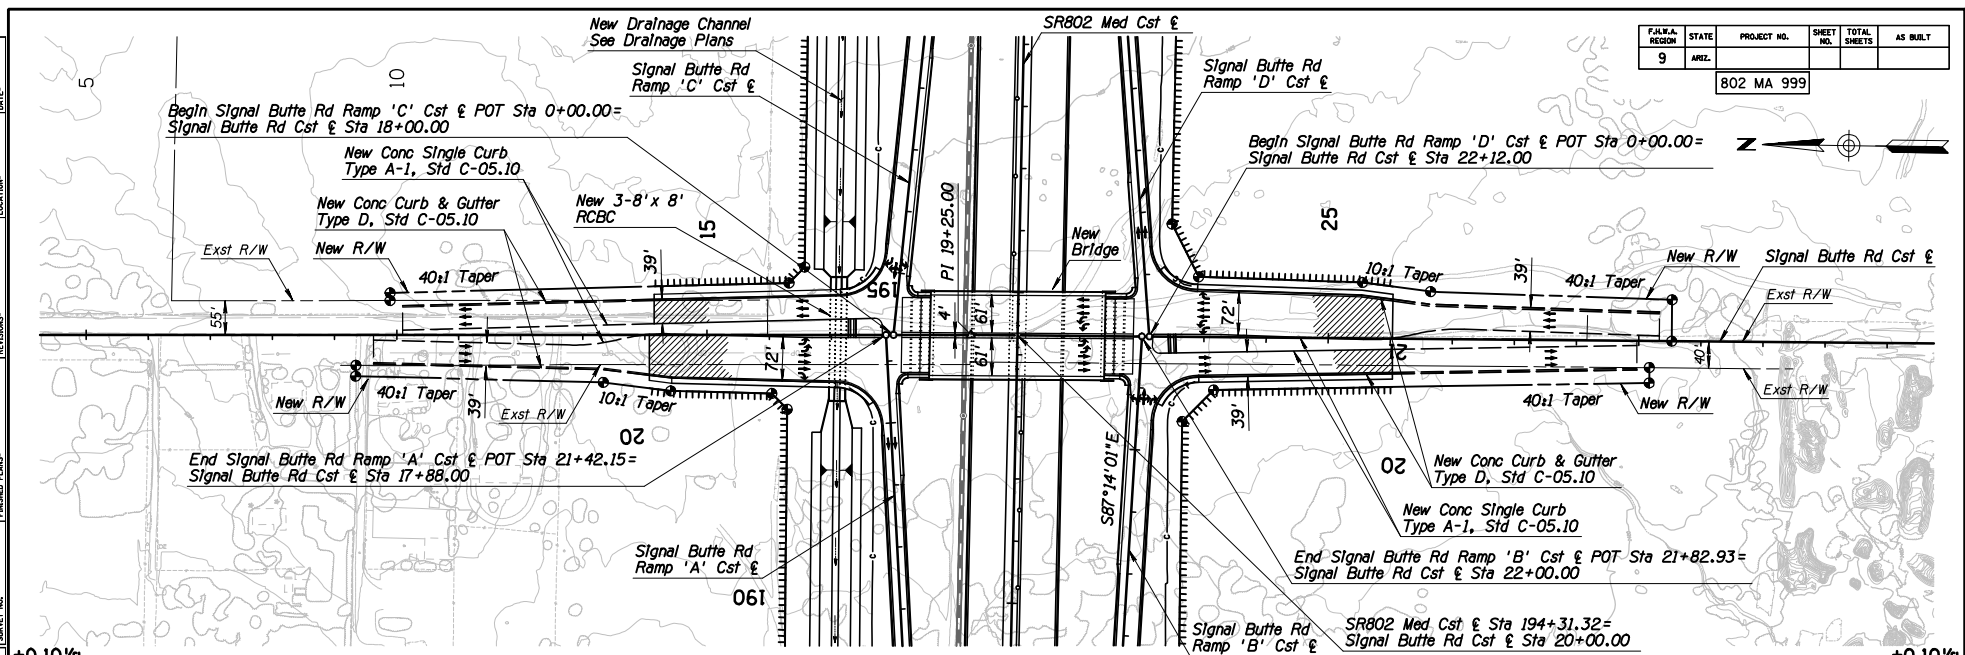 New Drainage Channel
See Drainage Plans
SR802 Med Cst ℄
F.H.W.A. REGION
STATE
PROJECT NO.
SHEET NO.
TOTAL SHEETS
AS BUILT
9
ARIZ.
802 MA 999
Signal Butte Rd
Ramp 'C' Cst ℄
Signal Butte Rd
Ramp 'D' Cst ℄
5
10
Begin Signal Butte Rd Ramp 'C' Cst ℄ POT Sta 0+00.00=
Signal Butte Rd Cst ℄ Sta 18+00.00
Begin Signal Butte Rd Ramp 'D' Cst ℄ POT Sta 0+00.00=
Signal Butte Rd Cst ℄ Sta 22+12.00
N
New Conc Single Curb
Type A-1, Std C-05.10
New Conc Curb & Gutter
Type D, Std C-05.10
New 3-8'x 8'
RCBC
15
PI 19+25.00
New
Bridge
25
Exst R/W
New R/W
40:1 Taper
39'
195
10:1 Taper
39'
40:1 Taper
New R/W
Signal Butte Rd ℄
Exst R/W
55'
4'
61'
72'
72'
61'
40'
New R/W
40:1 Taper
39'
Exst R/W
10:1 Taper
39'
40:1 Taper
New R/W
Exst R/W
20
20
End Signal Butte Rd Ramp 'A' Cst ℄ POT Sta 21+42.15=
Signal Butte Rd Cst ℄ Sta 17+88.00
S87°14'01"E
New Conc Curb & Gutter
Type D, Std C-05.10
New Conc Single Curb
Type A-1, Std C-05.10
Signal Butte Rd
Ramp 'A' Cst ℄
190
End Signal Butte Rd Ramp 'B' Cst ℄ POT Sta 21+82.93=
Signal Butte Rd Cst ℄ Sta 22+00.00
Signal Butte Rd
Ramp 'B' Cst ℄
SR802 Med Cst ℄ Sta 194+31.32=
Signal Butte Rd Cst ℄ Sta 20+00.00